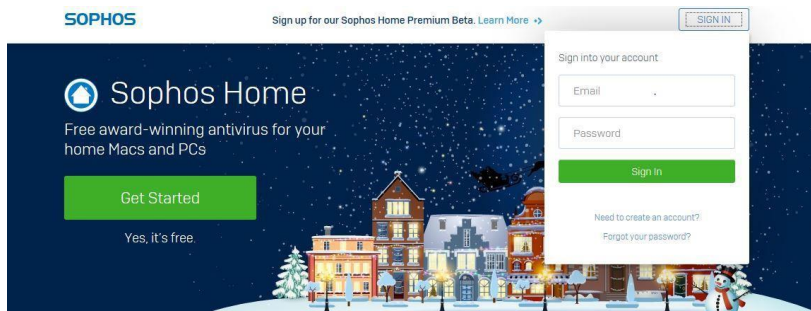 SOPHOS
Sign up for our Sophos Home Premium Beta. Learn More
SIGN IN
Sophos Home
Free award-winning antivirus for your
home Macs and PCs
Get Started
Yes, it's free.
Sign into your account
Email
Password
Sign In
Need to create an account?
Forgot your password?